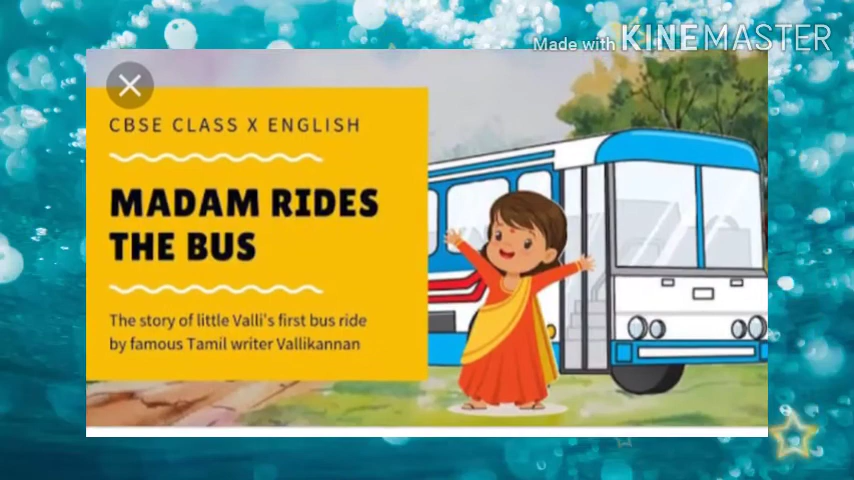 Made with KINEMASTER
CBSE CLASS X ENGLISH
MADAM RIDES
THE BUS
The story of little Valli's first bus ride
by famous Tamil writer Vallikannan